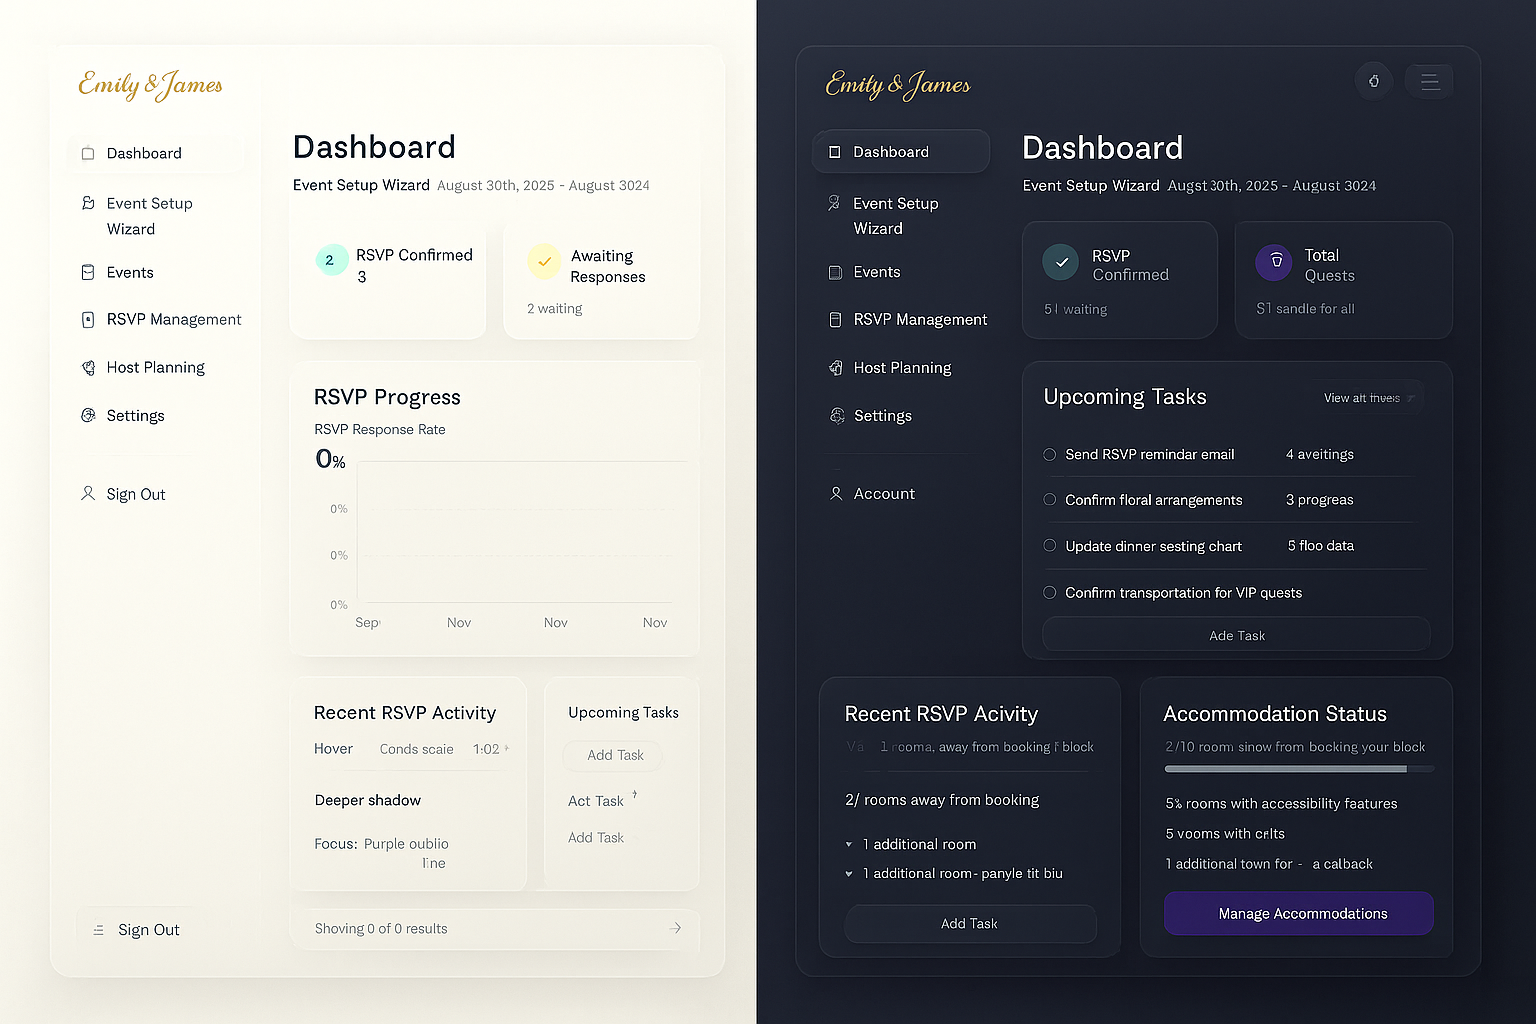 Emily & James
Dashboard
Event Setup
Wizard
Events
RSVP Management
Host Planning
Settings
Sign Out
Sign Out
Dashboard
Event Setup Wizard August 30th, 2025 - August 3024
2
RSVP Confirmed
3
Awaiting
Responses
2 waiting
RSVP Progress
RSVP Response Rate
0%
0%
0%
0%
Sep Nov Nov Nov
Recent RSVP Activity
Hover Conds scaie 1:02
Deeper shadow
Focus: Purple oublio
line
Upcoming Tasks
Add Task
Act Task
Add Task
Shoving 0 of 0 results
Emily & James
Dashboard
Event Setup
Wizard
Events
RSVP Management
Host Planning
Settings
Account
Dashboard
Event Setup Wizard Augst 30th, 2025 - August 3024
RSVP
Confirmed
waiting
Total
Quests
S1 sandle for all
Upcoming Tasks
View
Send RSVP remindar email 4 aveitings
Confirm floral arrangements 3 progreas
Update dinner sesting chart 5 floo data
Confirm transportation for VIP quests
Ade Task
Recent RSVP Acivity
1 rooma, away from booking block
2/ rooms away from booking
1 additional room
1 additional room- panyle tit biu
Add Task
Accommodation Status
2/10 room sinow from bocking your block
5% rooms with accessibility features
5 vooms with
1 additional town for - a calback
Manage Accommodations